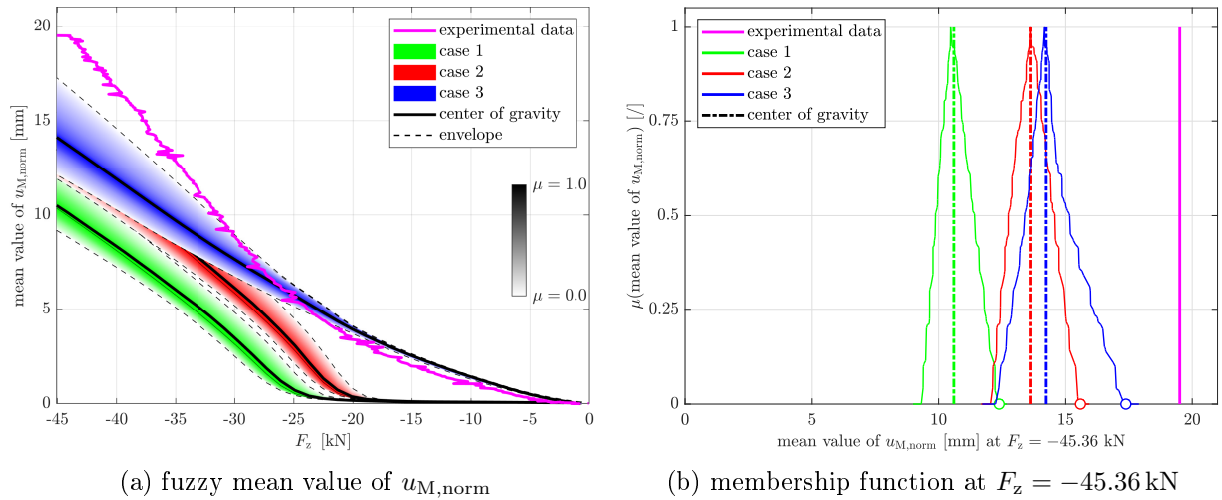 20
15
10
5
0
mean value of u_M,norm [mm]
-45 -40 -35 -30 -25 -20 -15 -10 -5 0
F_z [kN]
experimental data
case 1
case 2
case 3
center of gravity
envelope
μ = 1.0
μ = 0.0
(a) fuzzy mean value of u_M,norm
1
0.75
0.5
0.25
0
μ(mean value of u_M,norm) [/]
0 5 10 15 20
mean value of u_M,norm [mm] at F_z = −45.36 kN
experimental data
case 1
case 2
case 3
center of gravity
(b) membership function at F_z = −45.36 kN